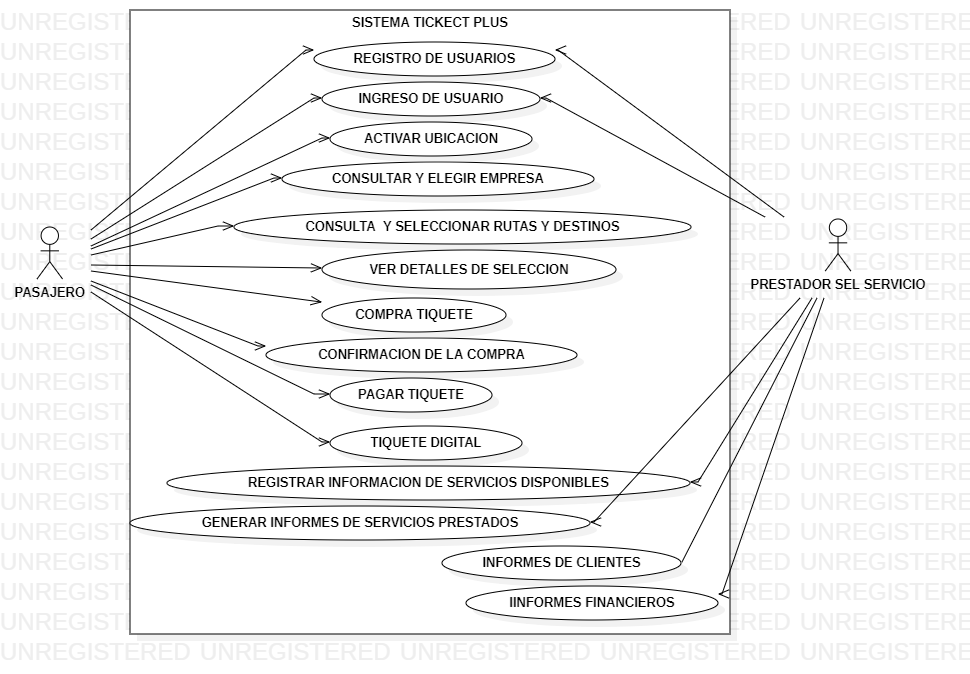 SISTEMA TICKECT PLUS
REGISTRO DE USUARIOS
INGRESO DE USUARIO
ACTIVAR UBICACION
CONSULTAR Y ELEGIR EMPRESA
CONSULTA Y SELECCIONAR RUTAS Y DESTINOS
VER DETALLES DE SELECCION
PRESTADOR SEL SERVICIO
PASAJERO
COMPRA TIQUETE
CONFIRMACION DE LA COMPRA
PAGAR TIQUETE
TIQUETE DIGITAL
REGISTRAR INFORMACION DE SERVICIOS DISPONIBLES
GENERAR INFORMES DE SERVICIOS PRESTADOS
INFORMES DE CLIENTES
IINFORMES FINANCIEROS
UNREGISTERED UNREGISTERED UNREGISTERED UNREGISTERED UNREGISTERE